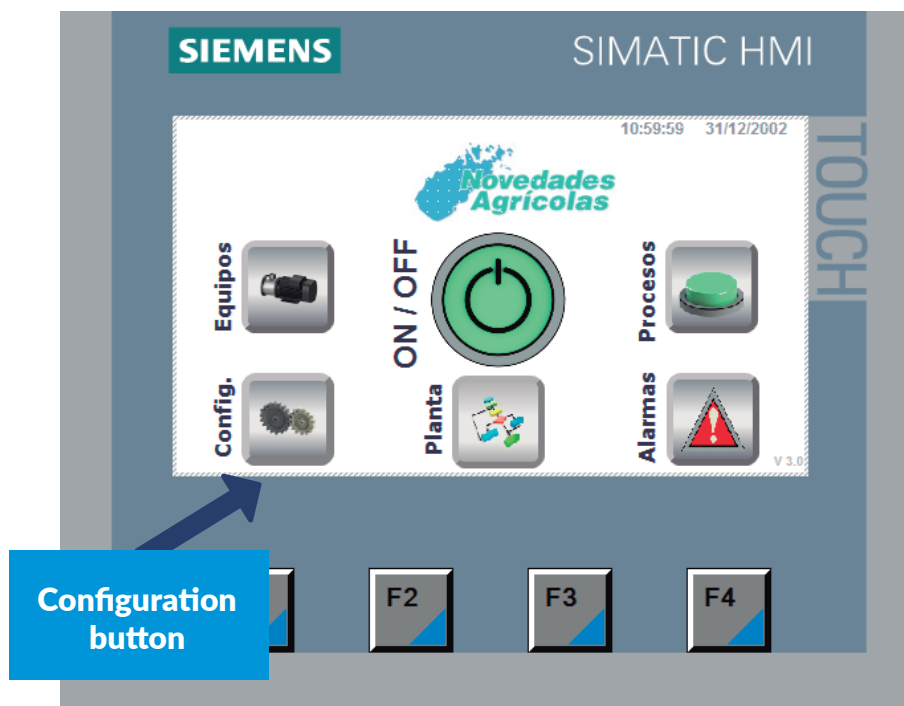 SIEMENS
SIMATIC HMI
TOUCH
10:59:59 31/12/2002
Novedades
Agrícolas
Equipos
ON / OFF
Procesos
Config.
Planta
Alarmas
V 3.0
Configuration
button
F2
F3
F4